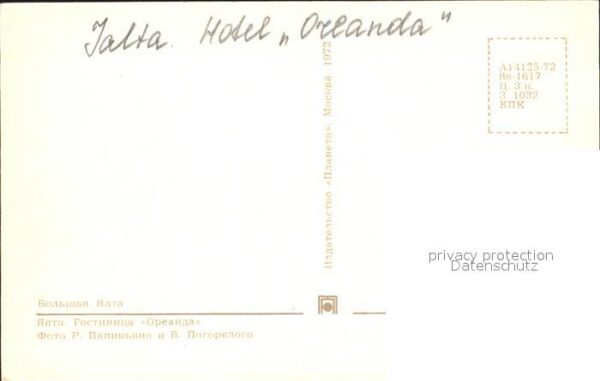 Jalta. Hotel „Oreanda"
А14125-72
8п-1617
Ц. 3 к.
З. 1032
КПК
Издательство «Планета». Москва. 1972
privacy protection
Datenschutz
Большая Ялта
Ялта. Гостиница «Ореанда»
Фото Р. Папикьяна и Б. Погорелого